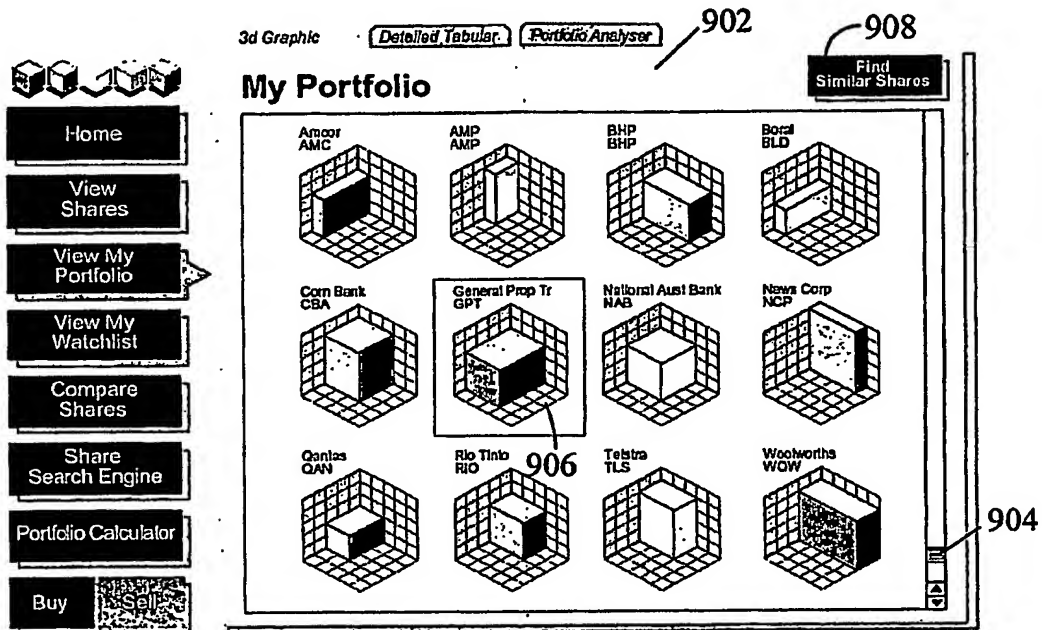 902
908
3d Graphic
Detailed Tabular
Portfolio Analyser
Find
Similar Shares
My Portfolio
Home
View
Shares
View My
Portfolio
View My
Watchlist
Compare
Shares
Share
Search Engine
Portfolio Calculator
Buy
Sell
Amcor
AMC
AMP
AMP
BHP
BHP
Boral
BLD
Com Bank
CBA
General Prop Tr
GPT
National Aust Bank
NAB
News Corp
NCP
906
Qantas
QAN
Rio Tinto
RIO
Telstra
TLS
Woolworths
WOW
904